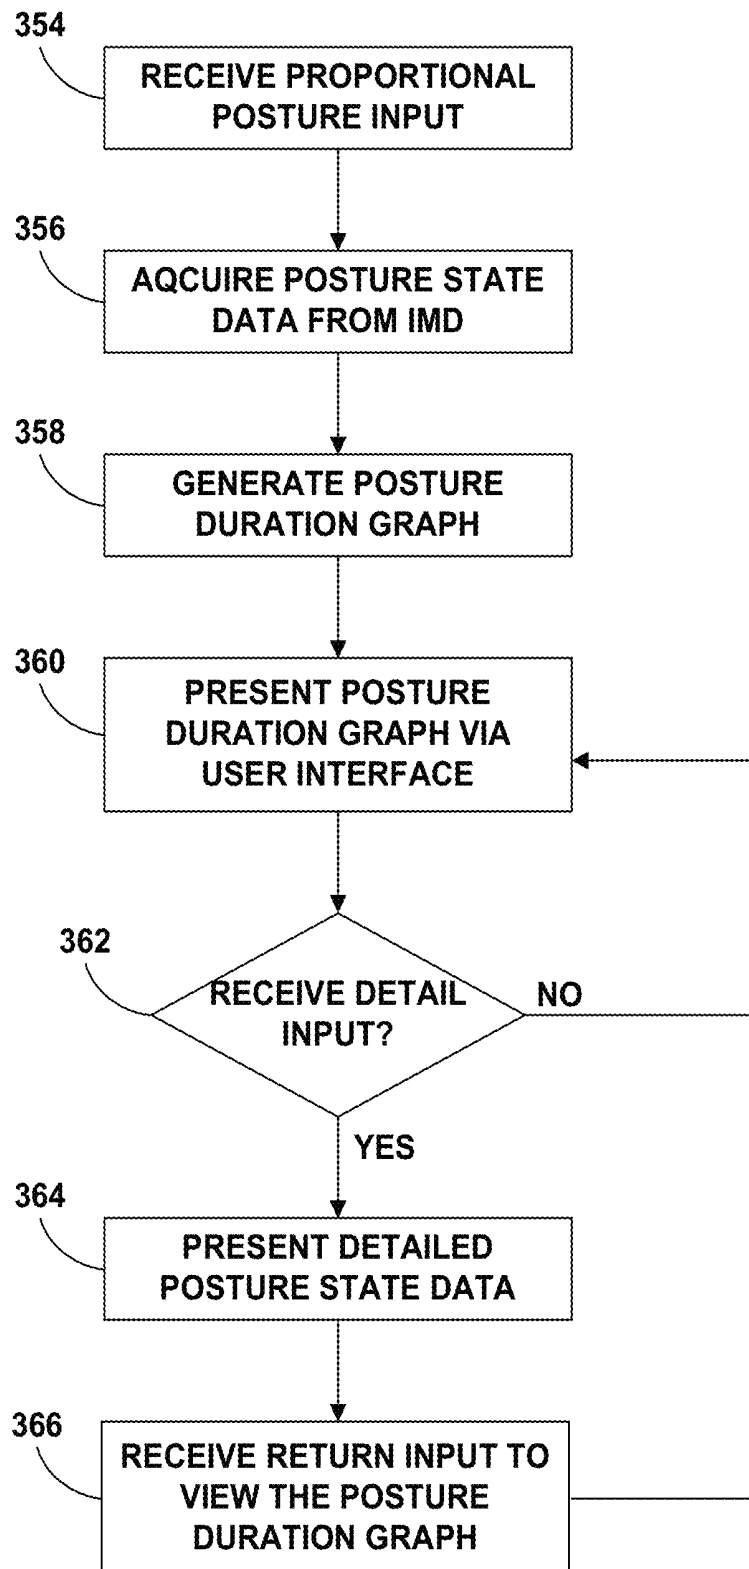 354
RECEIVE PROPORTIONAL
POSTURE INPUT
356
AQCUIRE POSTURE STATE
DATA FROM IMD
358
GENERATE POSTURE
DURATION GRAPH
360
PRESENT POSTURE
DURATION GRAPH VIA
USER INTERFACE
362
RECEIVE DETAIL
INPUT?
NO
YES
364
PRESENT DETAILED
POSTURE STATE DATA
366
RECEIVE RETURN INPUT TO
VIEW THE POSTURE
DURATION GRAPH